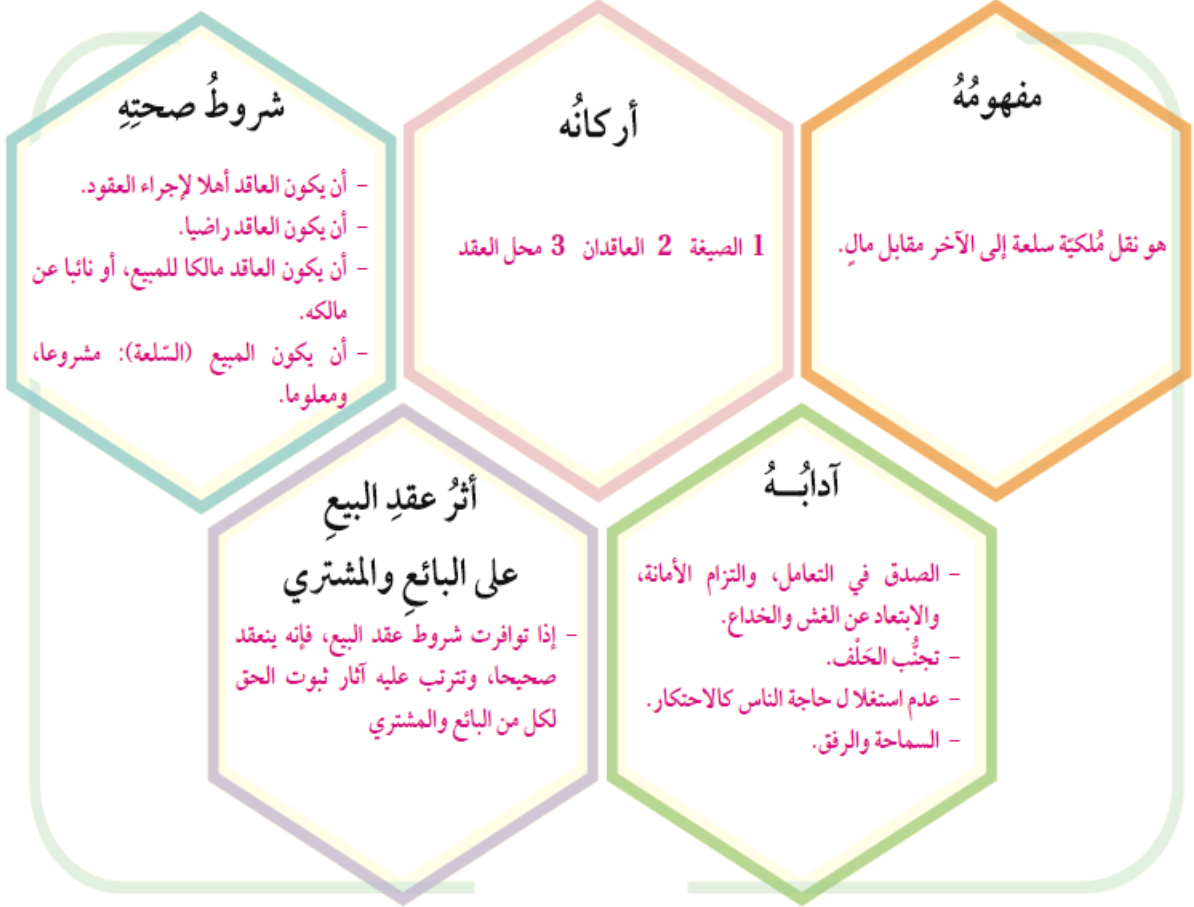 مفهومُهُ
هو نقل مُلكيّة سلعة إلى الآخر مقابل مالٍ.
أركانُه
1 الصيغة 2 العاقدان 3 محل العقد
شروطُ صحتِهِ
- أن يكون العاقد أهلا لإجراء العقود.
- أن يكون العاقد راضيا.
- أن يكون العاقد مالكا للمبيع، أو نائبا عن
مالكه.
- أن يكون المبيع (السّلعة): مشروعا،
ومعلوما.
آدابُـــهُ
- الصدق في التعامل، والتزام الأمانة،
والابتعاد عن الغش والخداع.
- تجنُّب الحَلْف.
- عدم استغلال حاجة الناس كالاحتكار.
- السماحة والرفق.
أثرُ عقدِ البيعِ
على البائعِ والمشتري
- إذا توافرت شروط عقد البيع، فإنه ينعقد
صحيحا، وتترتب عليه آثار ثبوت الحق
لكل من البائع والمشتري